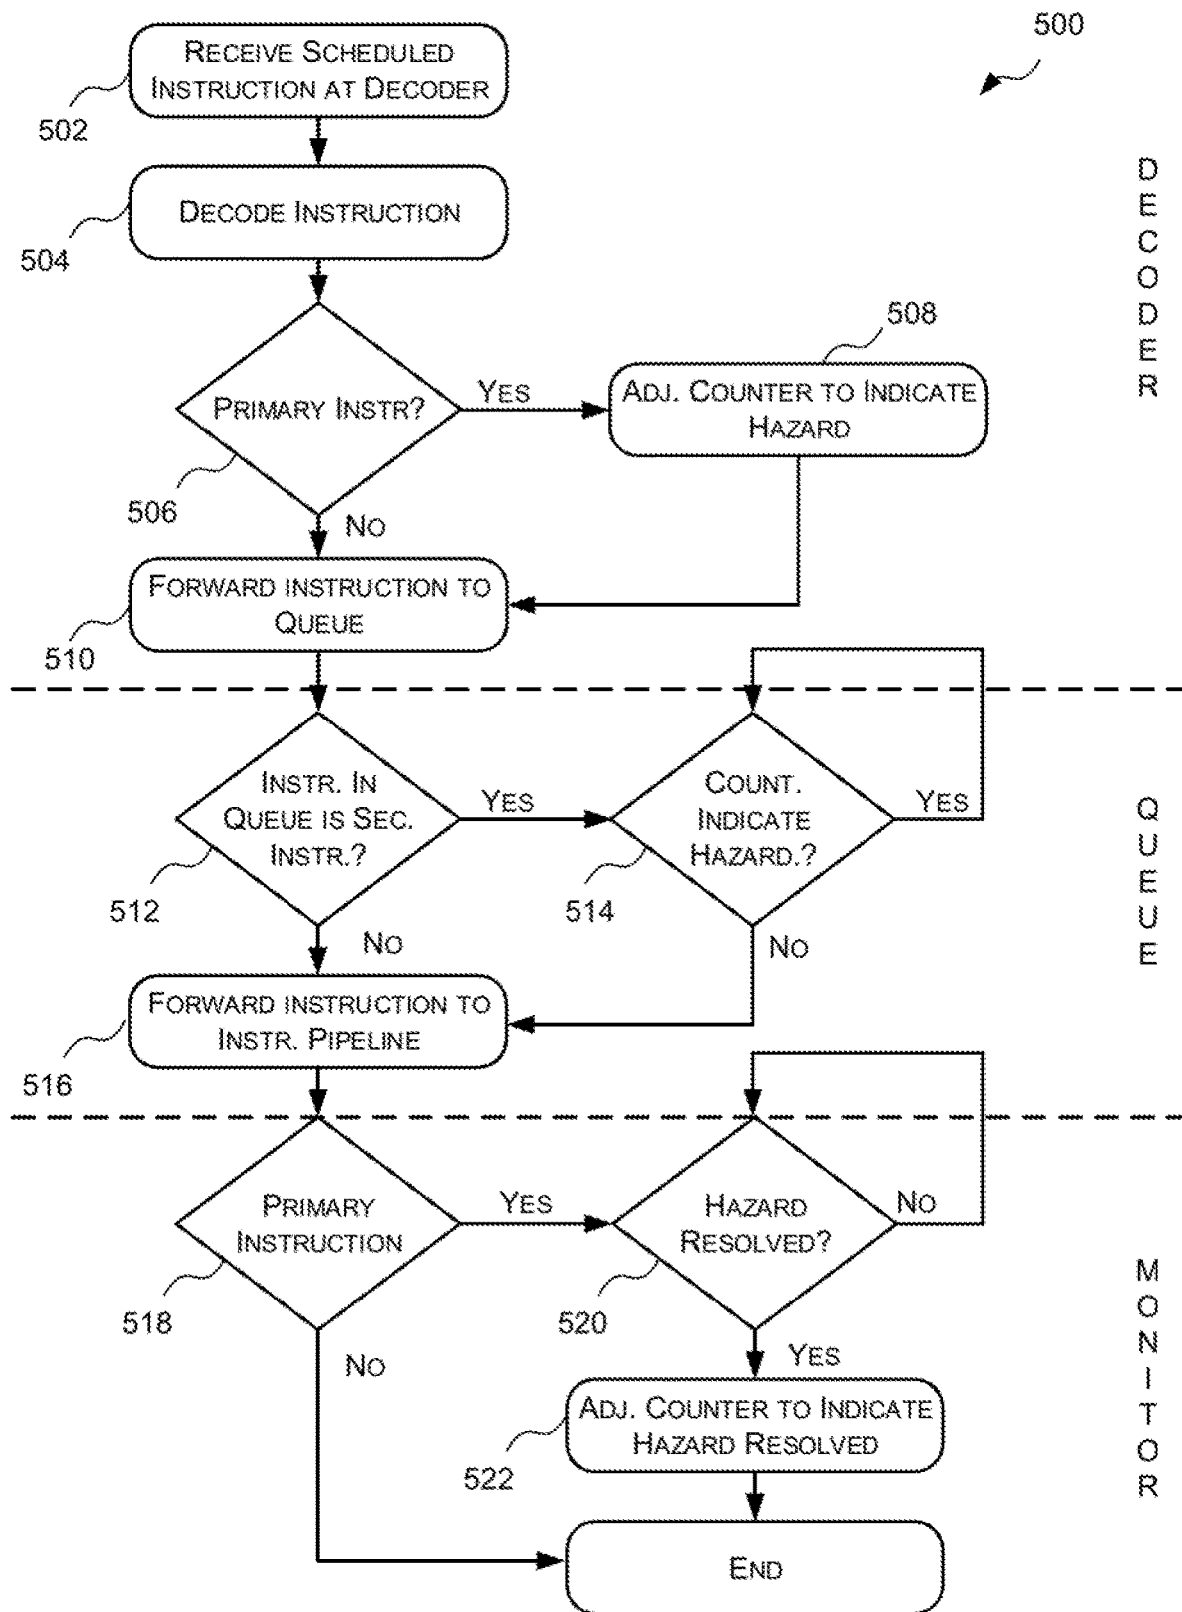 500
RECEIVE SCHEDULED
INSTRUCTION AT DECODER
502
DECODE INSTRUCTION
504
PRIMARY INSTR?
506
YES
508
ADJ. COUNTER TO INDICATE
HAZARD
NO
FORWARD INSTRUCTION TO
QUEUE
510
DECODER
INSTR. IN
QUEUE IS SEC.
INSTR.?
512
YES
COUNT.
INDICATE
HAZARD.?
514
YES
NO
NO
FORWARD INSTRUCTION TO
INSTR. PIPELINE
516
QUEUE
PRIMARY
INSTRUCTION
518
YES
HAZARD
RESOLVED?
520
NO
NO
YES
ADJ. COUNTER TO INDICATE
HAZARD RESOLVED
522
END
MONITOR